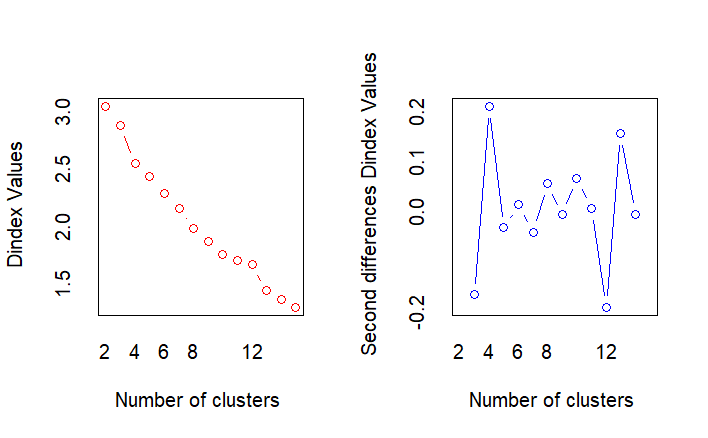 Dindex Values
3.0
2.5
2.0
1.5
2 4 6 8 12
Number of clusters
Second differences Dindex Values
0.2
0.1
0.0
-0.2
2 4 6 8 12
Number of clusters